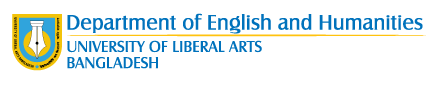 Department of English and Humanities
UNIVERSITY OF LIBERAL ARTS
BANGLADESH